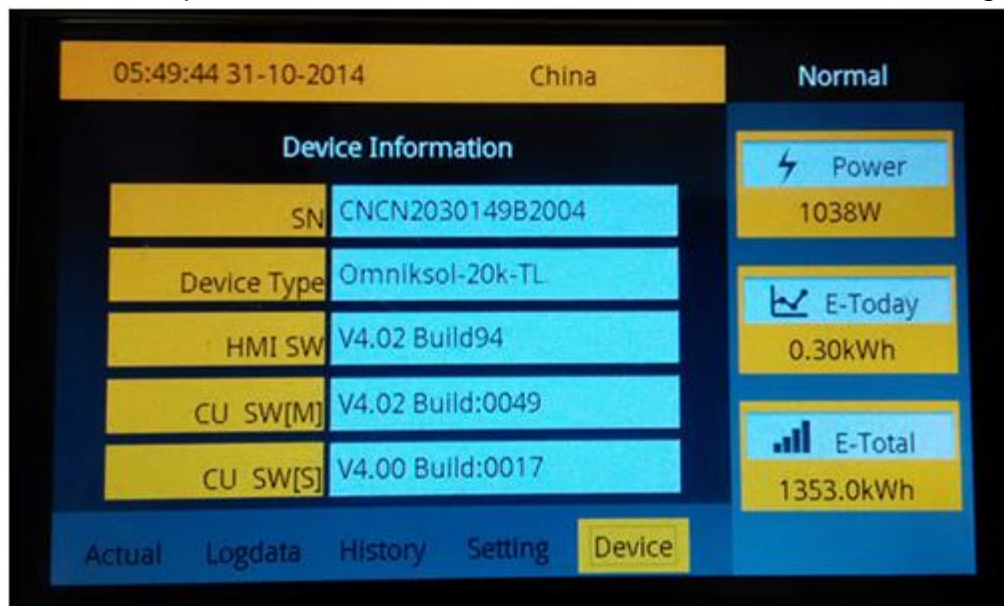 05:49:44 31-10-2014 China Normal
Device Information
SN CNCN2030149B2004
Device Type Omniksol-20k-TL
HMI SW V4.02 Build94
CU SW[M] V4.02 Build:0049
CU SW[S] V4.00 Build:0017
Power
1038W
E-Today
0.30kWh
E-Total
1353.0kWh
Actual Logdata History Setting Device